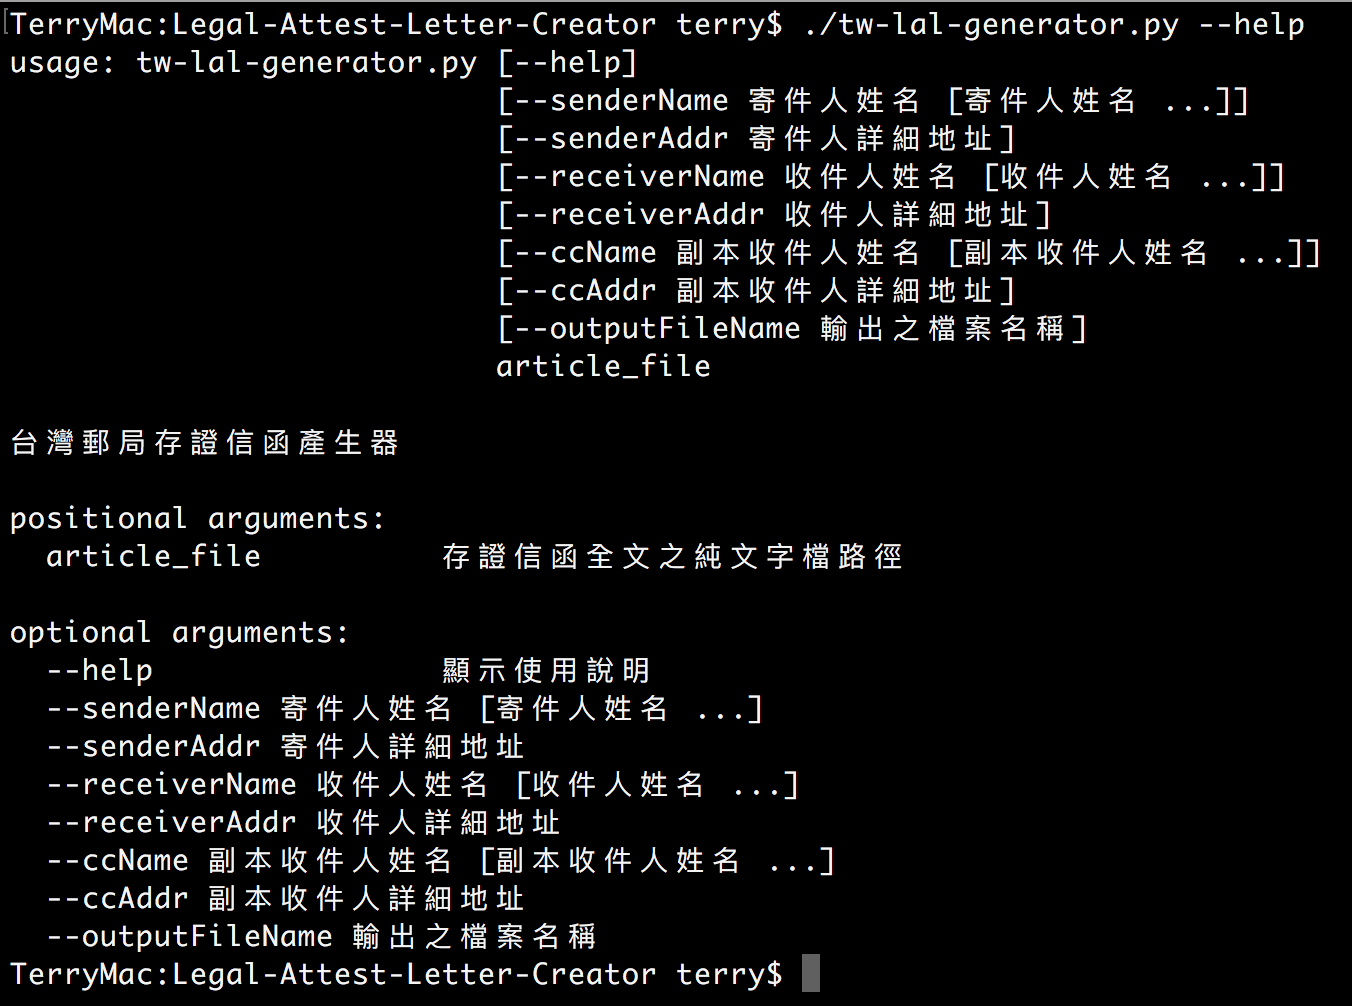 TerryMac:Legal-Attest-Letter-Creator terry$ ./tw-lal-generator.py --help
usage: tw-lal-generator.py [--help]
[--senderName 寄件人姓名 [寄件人姓名 ...]]
[--senderAddr 寄件人詳細地址]
[--receiverName 收件人姓名 [收件人姓名 ...]]
[--receiverAddr 收件人詳細地址]
[--ccName 副本收件人姓名 [副本收件人姓名 ...]]
[--ccAddr 副本收件人詳細地址]
[--outputFileName 輸出之檔案名稱]
article_file
台灣郵局存證信函產生器
positional arguments:
article_file 存證信函全文之純文字檔路徑
optional arguments:
--help 顯示使用說明
--senderName 寄件人姓名 [寄件人姓名 ...]
--senderAddr 寄件人詳細地址
--receiverName 收件人姓名 [收件人姓名 ...]
--receiverAddr 收件人詳細地址
--ccName 副本收件人姓名 [副本收件人姓名 ...]
--ccAddr 副本收件人詳細地址
--outputFileName 輸出之檔案名稱
TerryMac:Legal-Attest-Letter-Creator terry$